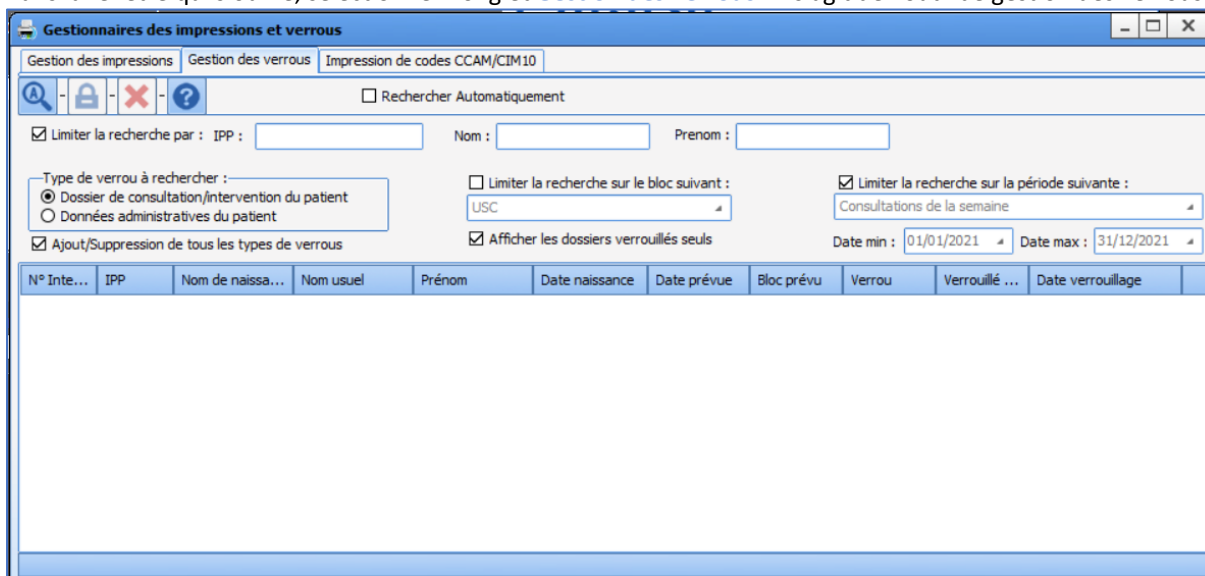 Gestionnaires des impressions et verrous
Gestion des impressions Gestion des verrous Impression de codes CCAM/CIM10
Rechercher Automatiquement
Limiter la recherche par : IPP : Nom : Prenom :
Type de verrou à rechercher :
Dossier de consultation/intervention du patient
Données administratives du patient
Ajout/Suppression de tous les types de verrous
Limiter la recherche sur le bloc suivant :
USC
Afficher les dossiers verrouillés seuls
Limiter la recherche sur la période suivante :
Consultations de la semaine
Date min : 01/01/2021 Date max : 31/12/2021
N° Inte... IPP Nom de naissa... Nom usuel Prénom Date naissance Date prévue Bloc prévu Verrou Verrouillé ... Date verrouillage